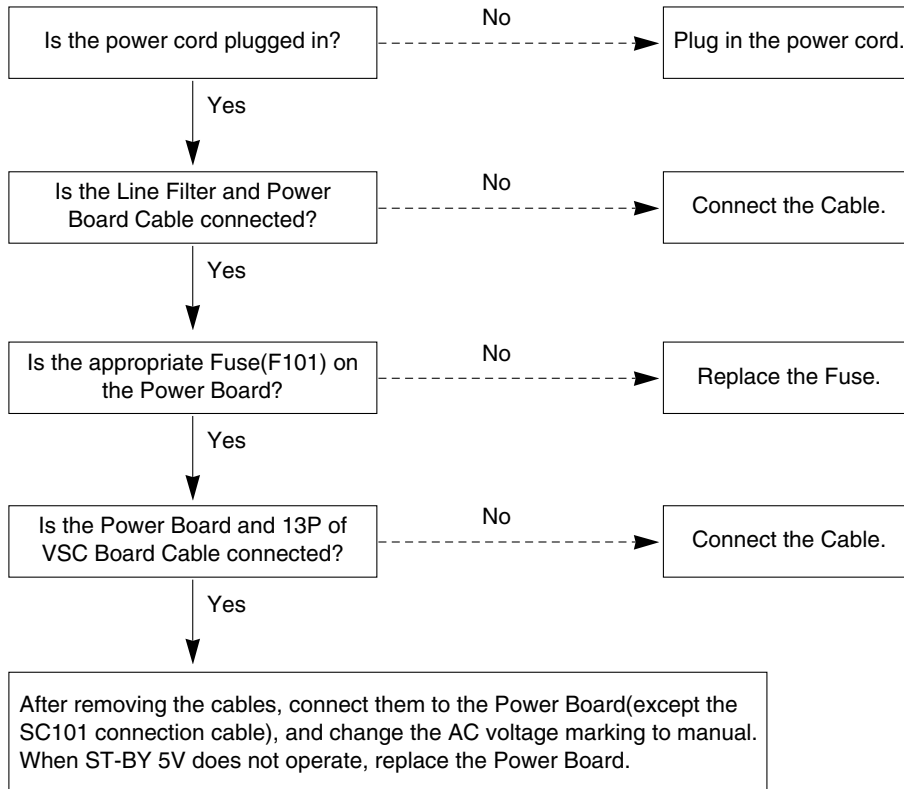 Is the power cord plugged in?
No
Plug in the power cord.
Yes
Is the Line Filter and Power
Board Cable connected?
No
Connect the Cable.
Yes
Is the appropriate Fuse(F101) on
the Power Board?
No
Replace the Fuse.
Yes
Is the Power Board and 13P of
VSC Board Cable connected?
No
Connect the Cable.
Yes
After removing the cables, connect them to the Power Board(except the
SC101 connection cable), and change the AC voltage marking to manual.
When ST-BY 5V does not operate, replace the Power Board.